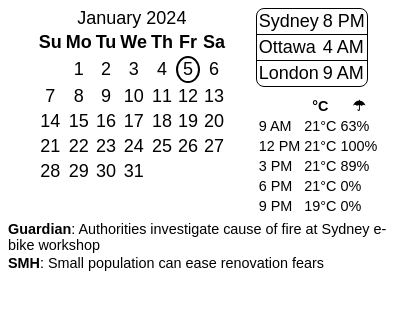 January 2024
Su Mo Tu We Th Fr Sa
1 2 3 4 5 6
7 8 9 10 11 12 13
14 15 16 17 18 19 20
21 22 23 24 25 26 27
28 29 30 31
Sydney 8 PM
Ottawa 4 AM
London 9 AM
°C ☂
9 AM 21°C 63%
12 PM 21°C 100%
3 PM 21°C 89%
6 PM 21°C 0%
9 PM 19°C 0%
Guardian: Authorities investigate cause of fire at Sydney e-
bike workshop
SMH: Small population can ease renovation fears